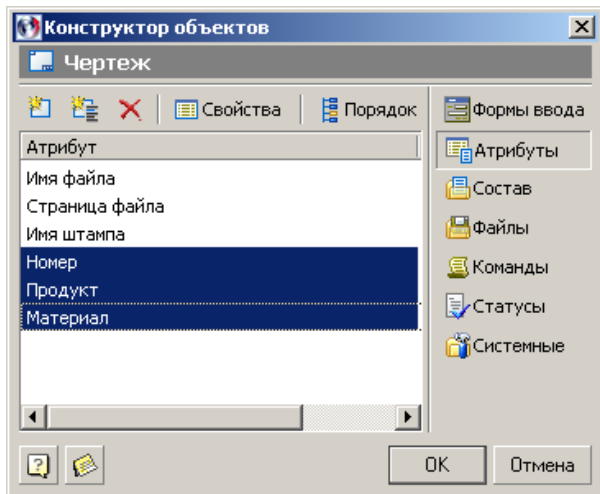 Конструктор объектов
Чертеж
Свойства
Порядок
Атрибут
Имя файла
Страница файла
Имя штампа
Номер
Продукт
Материал
Формы ввода
Атрибуты
Состав
Файлы
Команды
Статусы
Системные
OK
Отмена